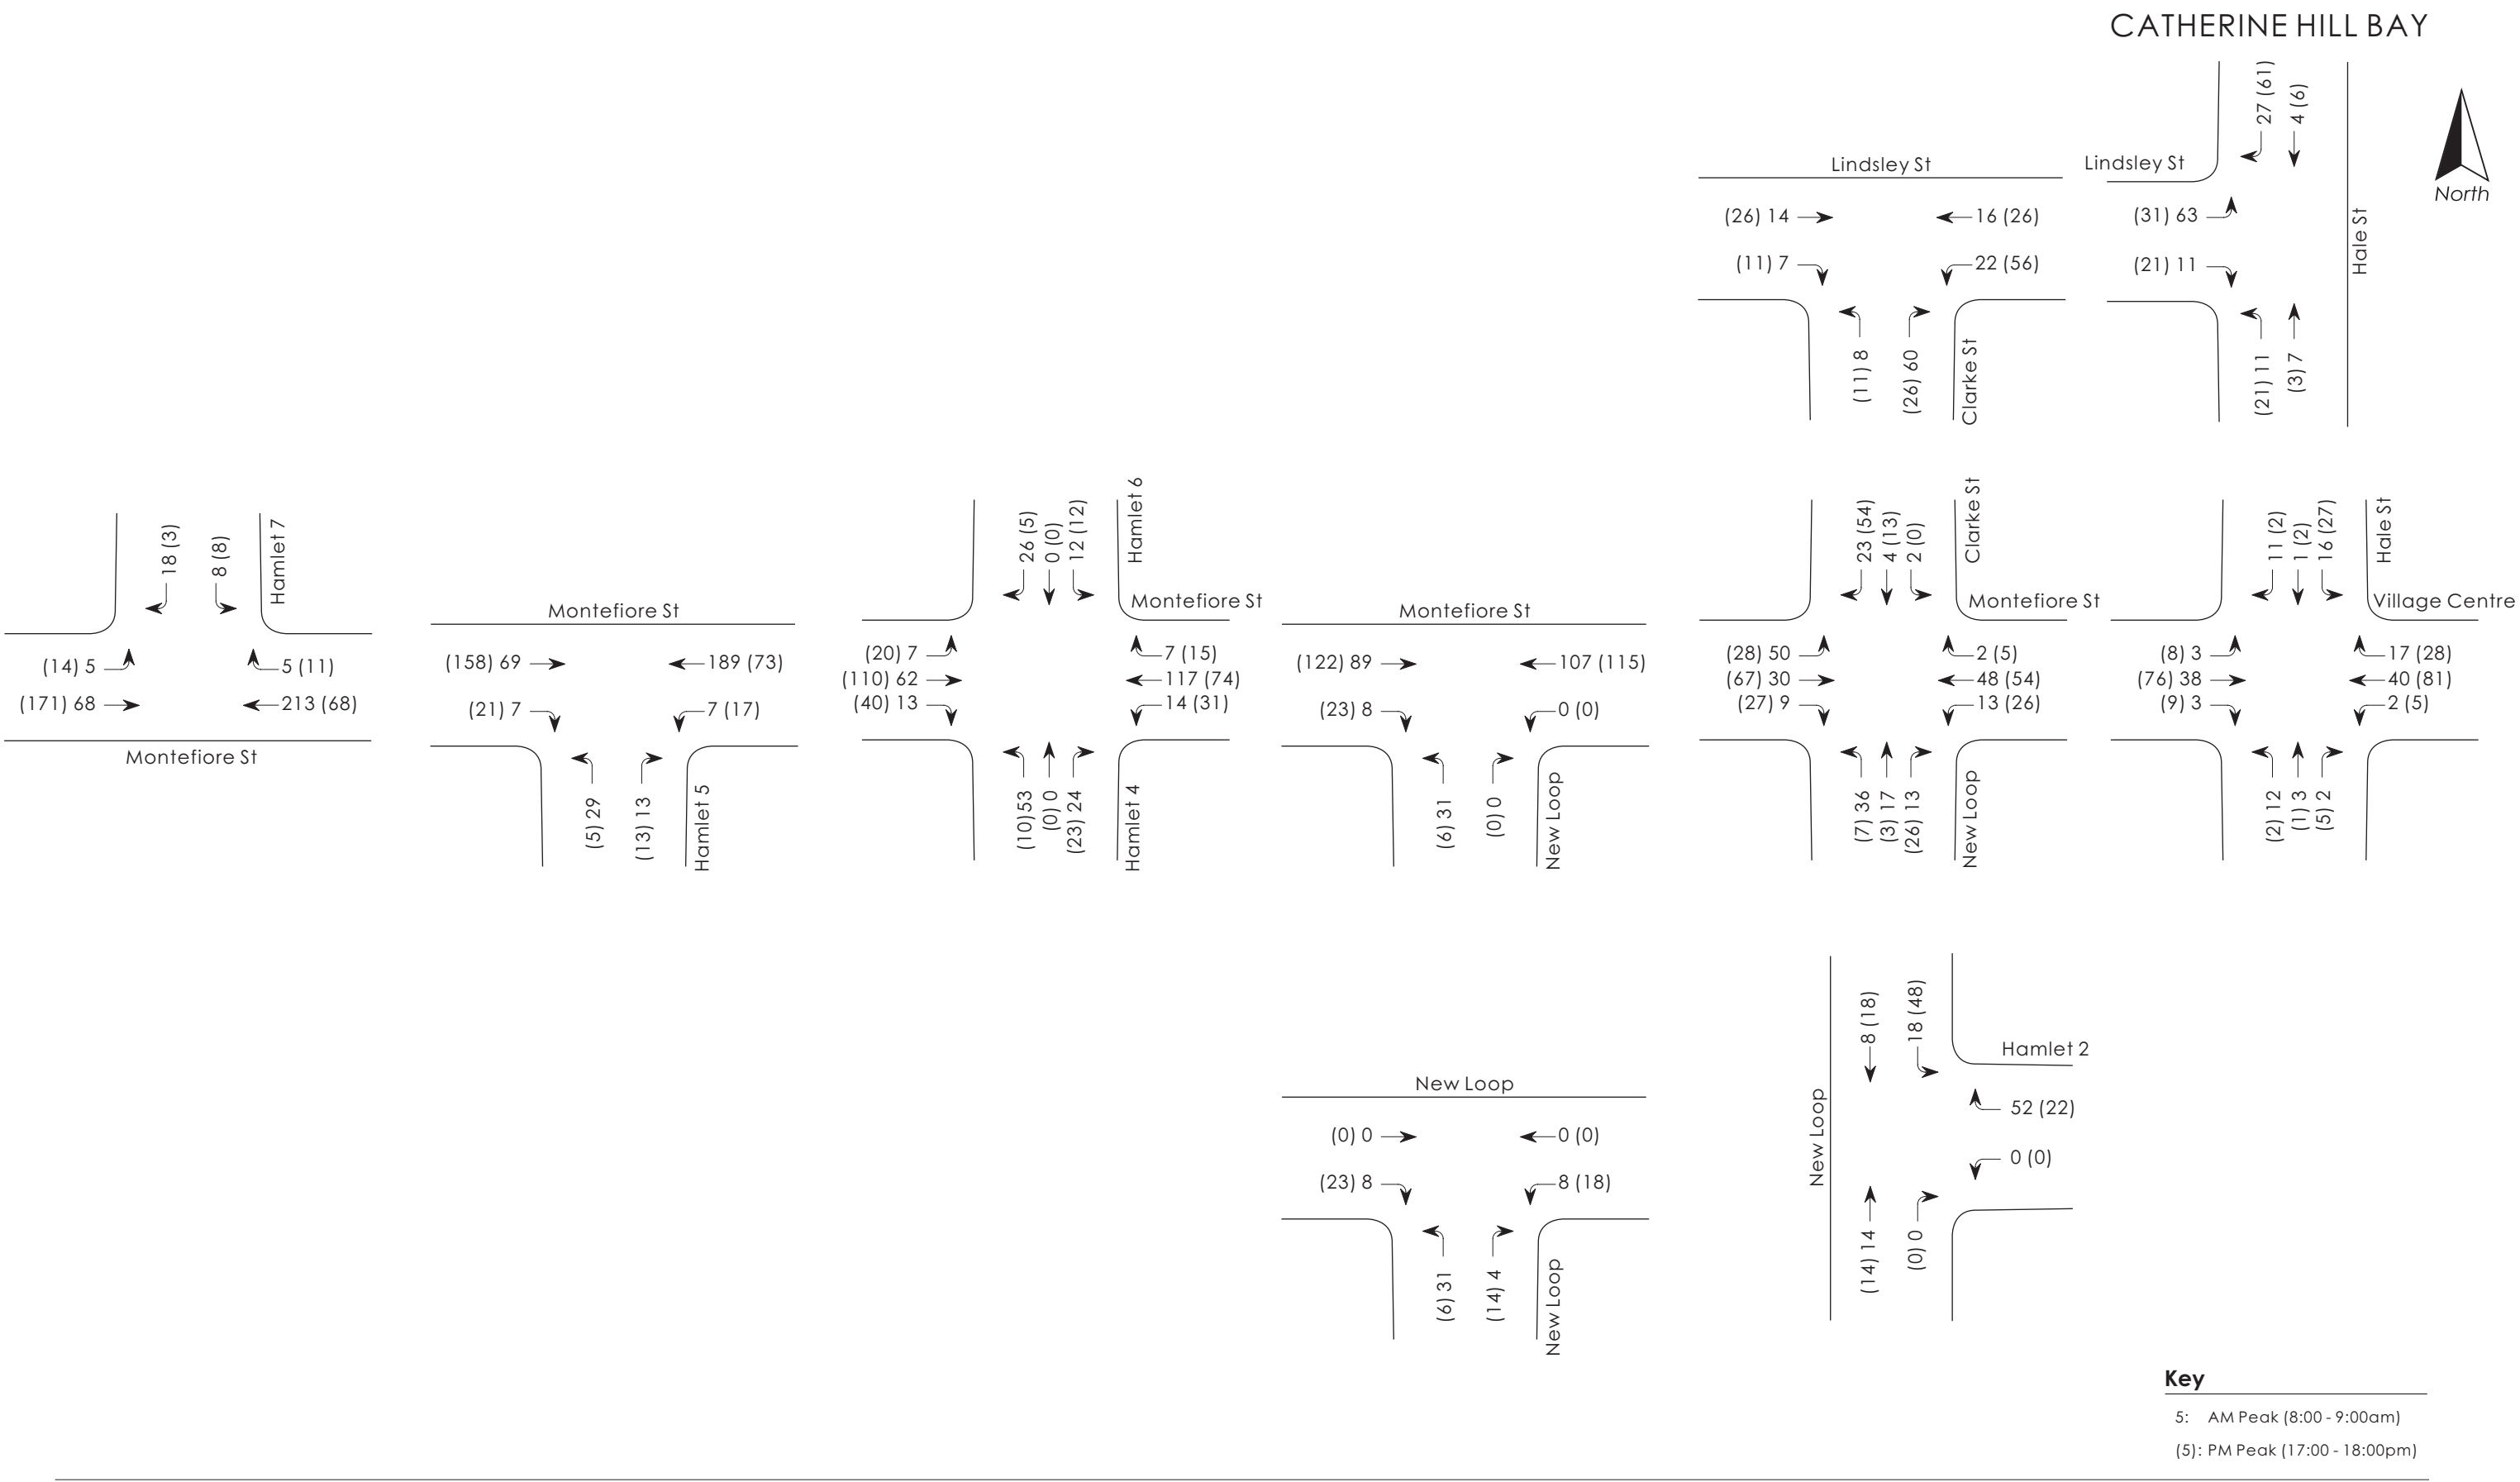 CATHERINE HILL BAY
North
27 (61)
4 (6)
Lindsley St
(26) 14
16 (26)
(11) 7
22 (56)
(11) 8
(26) 60
Clarke St
Lindsley St
(31) 63
(21) 11
(21) 11
(3) 7
Hale St
18 (3)
8 (8)
Hamlet 7
(14) 5
5 (11)
(171) 68
213 (68)
Montefiore St
Montefiore St
(158) 69
189 (73)
(21) 7
7 (17)
(5) 29
(13) 13
Hamlet 5
26 (5)
0 (0)
12 (12)
Hamlet 6
Montefiore St
(20) 7
7 (15)
(110) 62
117 (74)
(40) 13
14 (31)
(10)53
(0) 0
(23) 24
Hamlet 4
Montefiore St
(122) 89
107 (115)
(23) 8
0 (0)
(6) 31
(0) 0
New Loop
23 (54)
4 (13)
2 (0)
Clarke St
Montefiore St
(28) 50
2 (5)
(67) 30
48 (54)
(27) 9
13 (26)
(7) 36
(3) 17
(26) 13
New Loop
11 (2)
1 (2)
16 (27)
Hale St
Village Centre
(8) 3
17 (28)
(76) 38
40 (81)
(9) 3
2 (5)
(2) 12
(1) 3
(5) 2
New Loop
(0) 0
0 (0)
(23) 8
8 (18)
(6) 31
(14) 4
New Loop
8 (18)
18 (48)
Hamlet 2
52 (22)
0 (0)
New Loop
(14) 14
(0) 0
Key
5: AM Peak (8:00 - 9:00am)
(5): PM Peak (17:00 - 18:00pm)